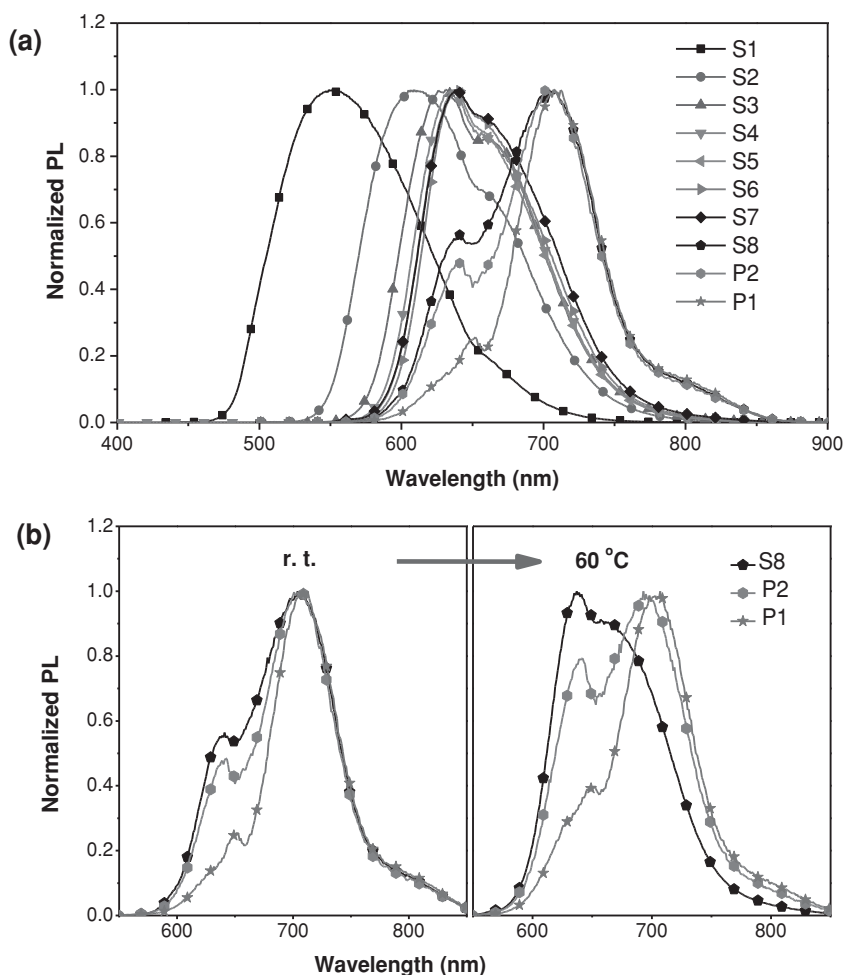 (a)
1.2
1.0
0.8
0.6
0.4
0.2
0.0
Normalized PL
400
500
600
700
800
900
Wavelength (nm)
S1
S2
S3
S4
S5
S6
S7
S8
P2
P1
(b)
1.2
1.0
0.8
0.6
0.4
0.2
0.0
Normalized PL
r. t.
60 °C
S8
P2
P1
600
700
800
600
700
800
Wavelength (nm)